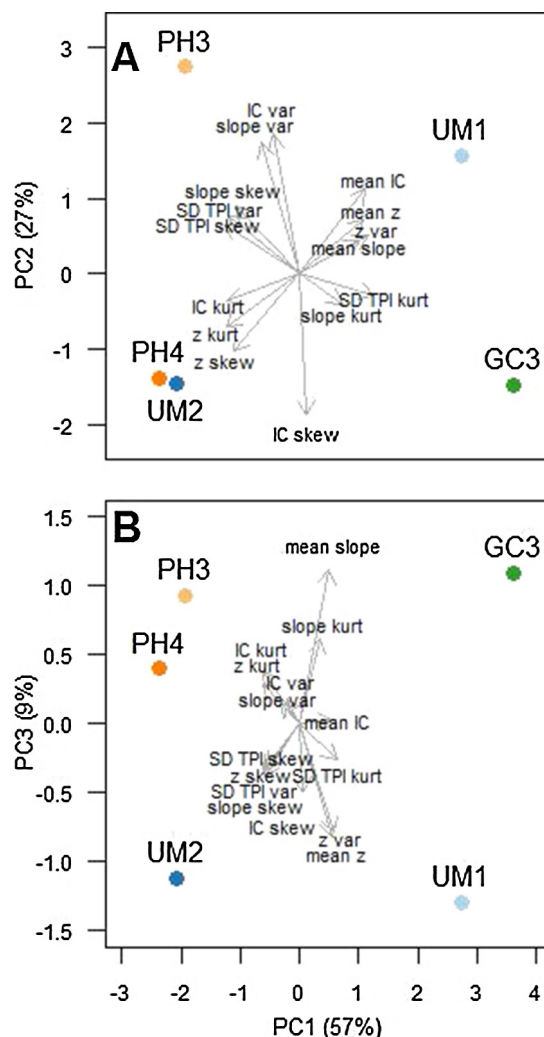 A
PH3
UM1
PH4
UM2
GC3
IC var
slope var
slope skew
SD TPI var
SD TPI skew
mean IC
mean z
z var
mean slope
SD TPI kurt
slope kurt
IC kurt
z kurt
z skew
IC skew
PC2 (27%)
3
2
1
0
-1
-2
B
GC3
PH3
PH4
UM2
UM1
mean slope
slope kurt
IC kurt
z kurt
IC var
slope var
mean IC
SD TPI skew
z skew
SD TPI kurt
SD TPI var
slope skew
IC skew
z var
mean z
PC3 (9%)
1.5
1.0
0.5
0.0
-0.5
-1.0
-1.5
-3 -2 -1 0 1 2 3 4
PC1 (57%)